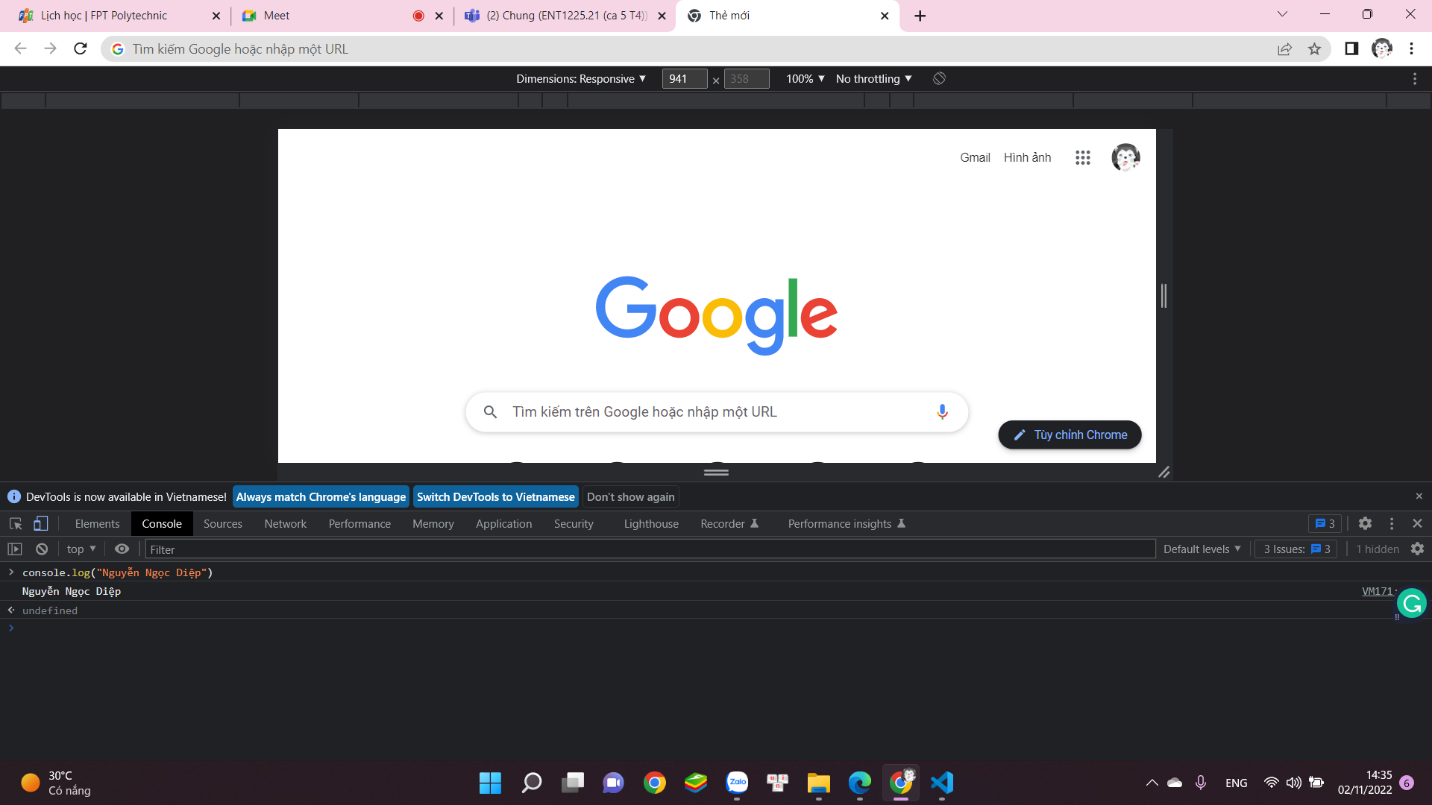 Lịch học | FPT Polytechnic
Meet
(2) Chung (ENT1225.21 (ca 5 T4))
Thẻ mới
Tìm kiếm Google hoặc nhập một URL
Dimensions: Responsive 941 × 358 100% No throttling
Gmail Hình ảnh
Google
Tìm kiếm trên Google hoặc nhập một URL
Tùy chỉnh Chrome
DevTools is now available in Vietnamese! Always match Chrome's language Switch DevTools to Vietnamese Don't show again
Elements Console Sources Network Performance Memory Application Security Lighthouse Recorder Performance insights 3
top Filter Default levels 3 Issues: 3 1 hidden
console.log("Nguyễn Ngọc Diệp")
Nguyễn Ngọc Diệp VM171:
undefined
30°C
Có nắng
Zalo
ENG
14:35
02/11/2022
6